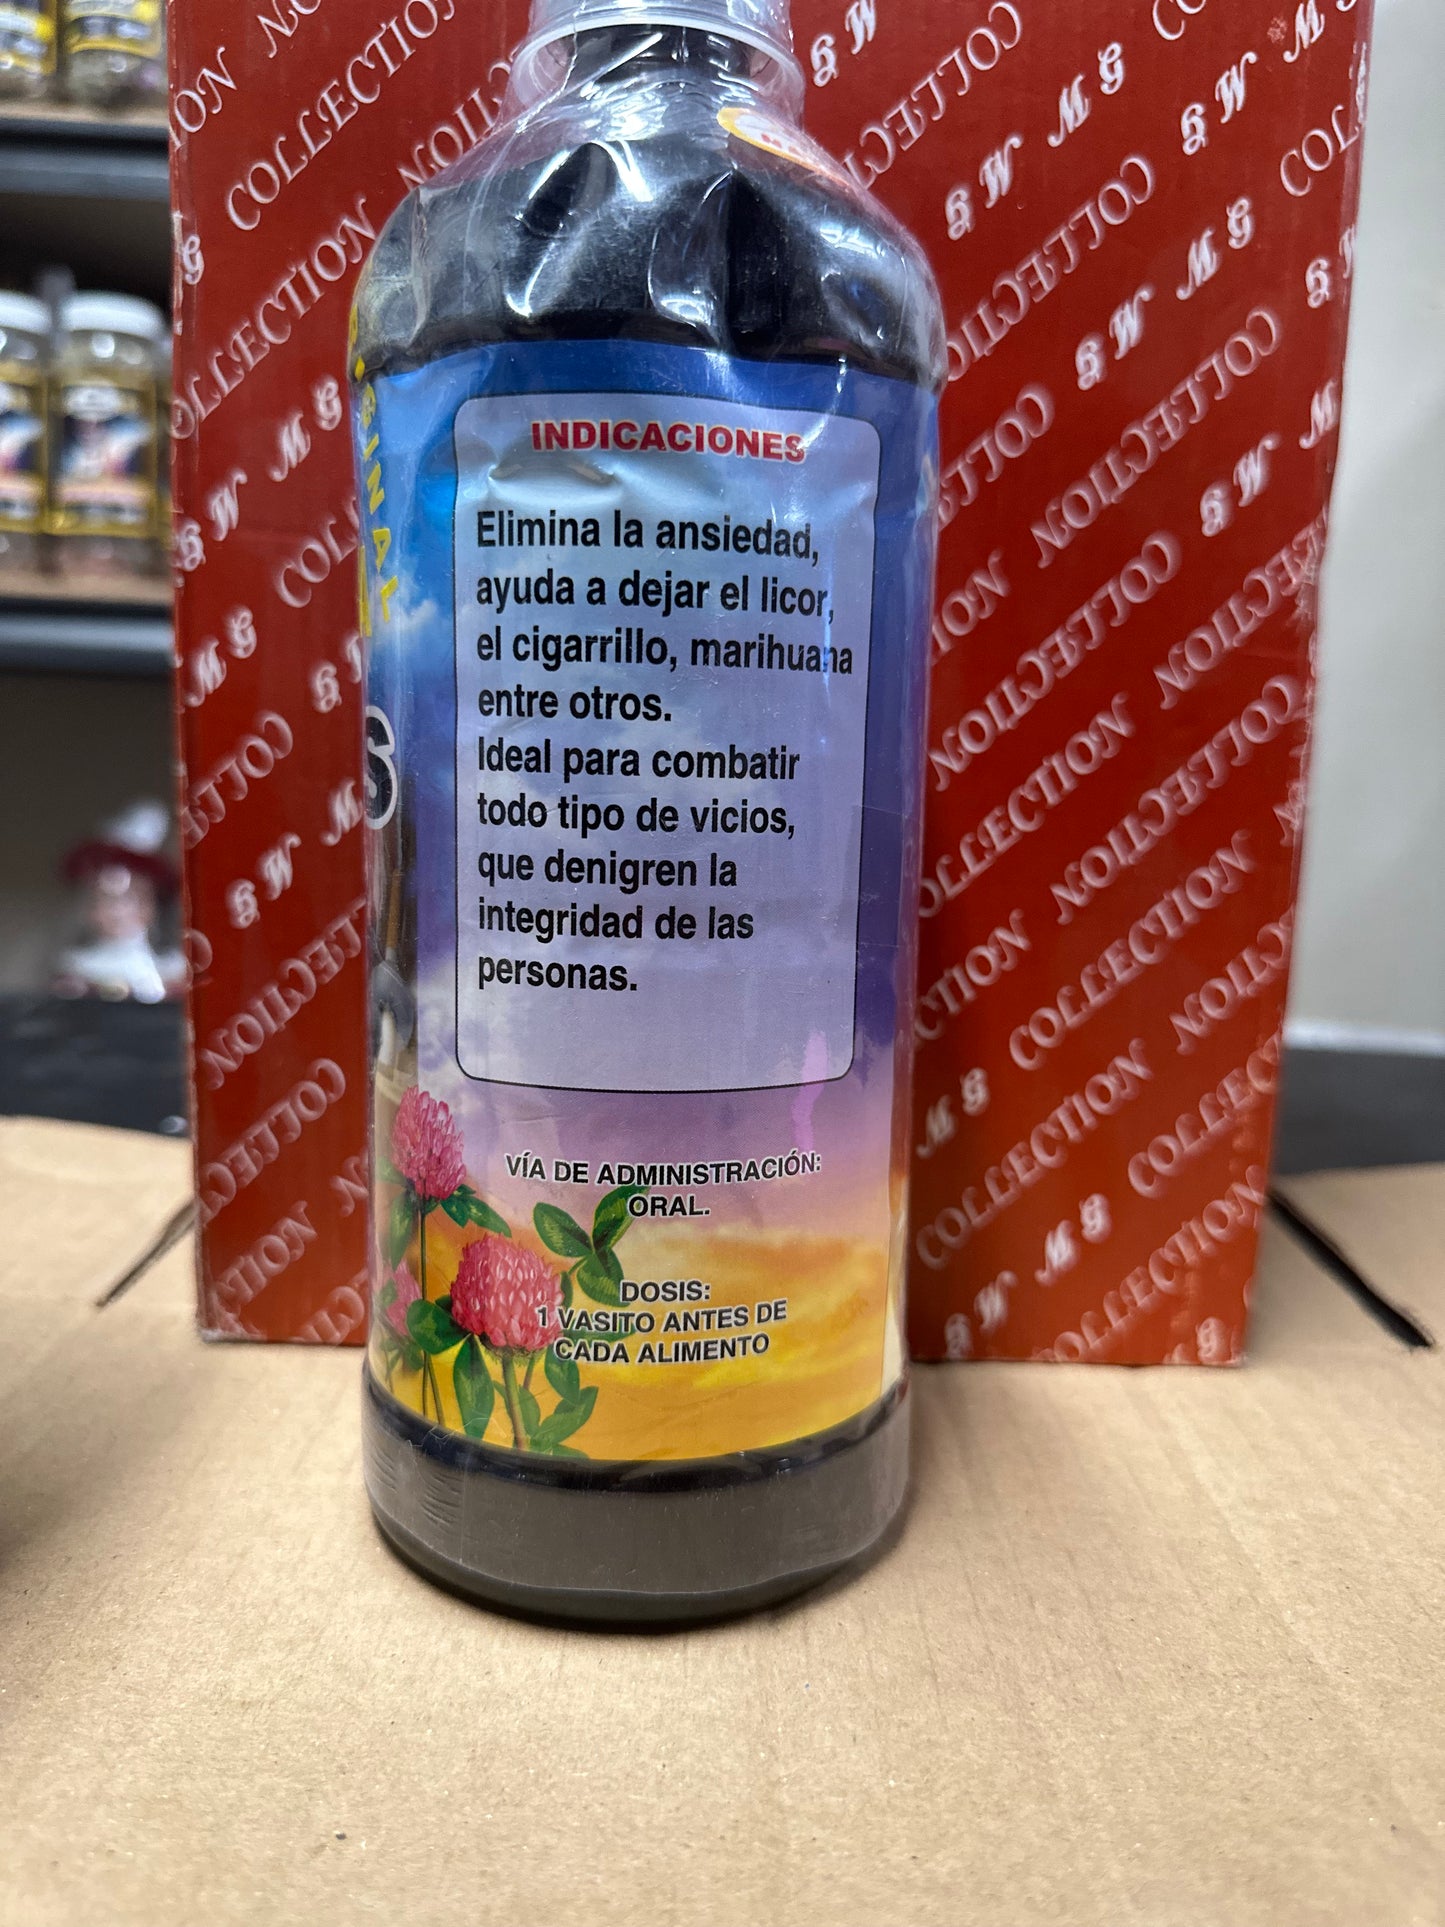 INDICACIONES
Elimina la ansiedad,
ayuda a dejar el licor,
el cigarrillo, marihuana
entre otros.
Ideal para combatir
todo tipo de vicios,
que denigren la
integridad de las
personas.
VÍA DE ADMINISTRACIÓN:
ORAL.
DOSIS:
1 VASITO ANTES DE
CADA ALIMENTO
ORIGINAL
S
COLLECTION
MG